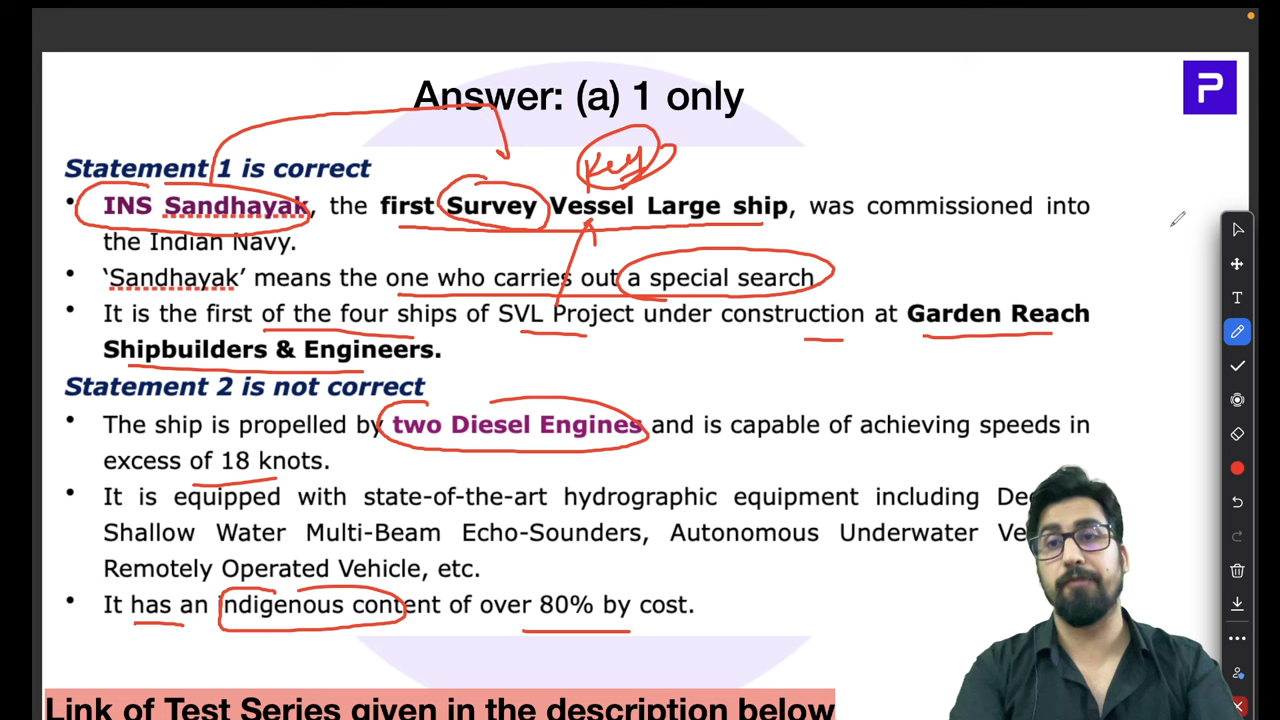 P
Answer: (a) 1 only
Key
Statement 1 is correct
• INS Sandhayak, the first Survey Vessel Large ship, was commissioned into
the Indian Navy.
• ‘Sandhayak’ means the one who carries out a special search.
• It is the first of the four ships of SVL Project under construction at Garden Reach
Shipbuilders & Engineers.
Statement 2 is not correct
• The ship is propelled by two Diesel Engines and is capable of achieving speeds in
excess of 18 knots.
• It is equipped with state-of-the-art hydrographic equipment including
Shallow Water Multi-Beam Echo-Sounders, Autonomous Underwater
Remotely Operated Vehicle, etc.
• It has an indigenous content of over 80% by cost.
Link of Test Series given in the description below